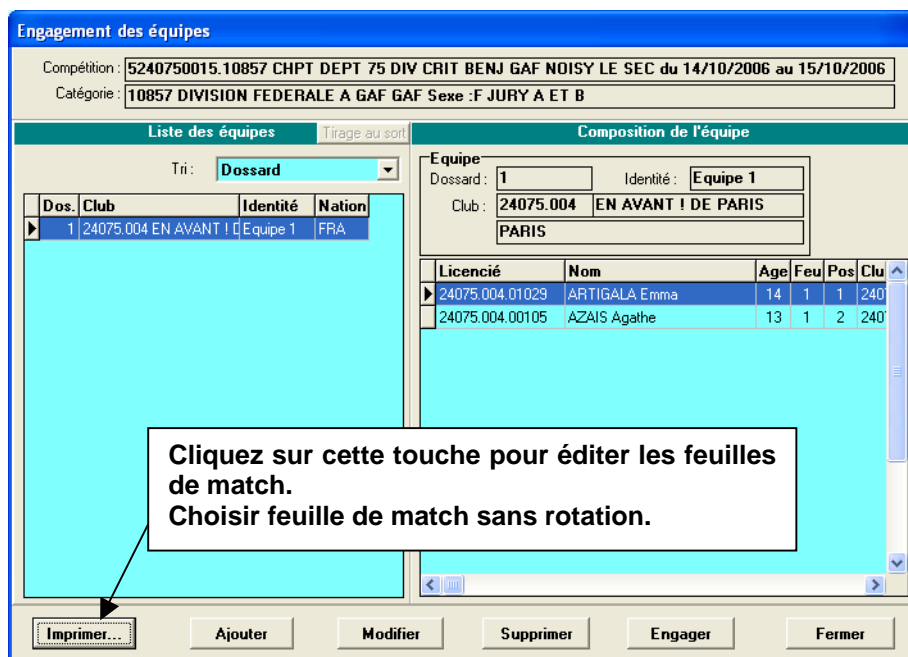 Engagement des équipes
Compétition : 5240750015.10857 CHPT DEPT 75 DIV CRIT BENJ GAF NOISY LE SEC du 14/10/2006 au 15/10/2006
Catégorie : 10857 DIVISION FEDERALE A GAF GAF Sexe :F JURY A ET B
Liste des équipes Tirage au sort
Composition de l'équipe
Tri : Dossard
Equipe
Dossard : 1 Identité : Equipe 1
Club : 24075.004 EN AVANT ! DE PARIS
PARIS
Dos. Club Identité Nation
1 24075.004 EN AVANT ! D Equipe 1 FRA
Licencié Nom Age Feu Pos Clu
24075.004.01029 ARTIGALA Emma 14 1 1 240
24075.004.00105 AZAIS Agathe 13 1 2 240
Cliquez sur cette touche pour éditer les feuilles
de match.
Choisir feuille de match sans rotation.
Imprimer... Ajouter Modifier Supprimer Engager Fermer